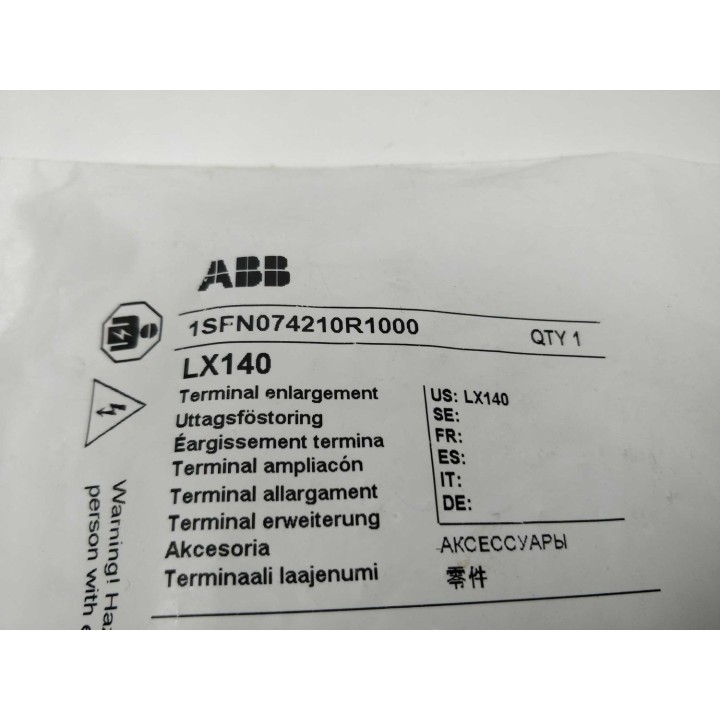 ABB
1SFN074210R1000
QTY 1
LX140
Terminal enlargement
Uttagsföstoring
Éargissement termina
Terminal ampliacón
Terminal allargament
Terminal erweiterung
Akcesoria
Terminaali laajenumi
US: LX140
SE:
FR:
ES:
IT:
DE:
АКСЕССУАРЫ
零件
Warning! Ha
person with e